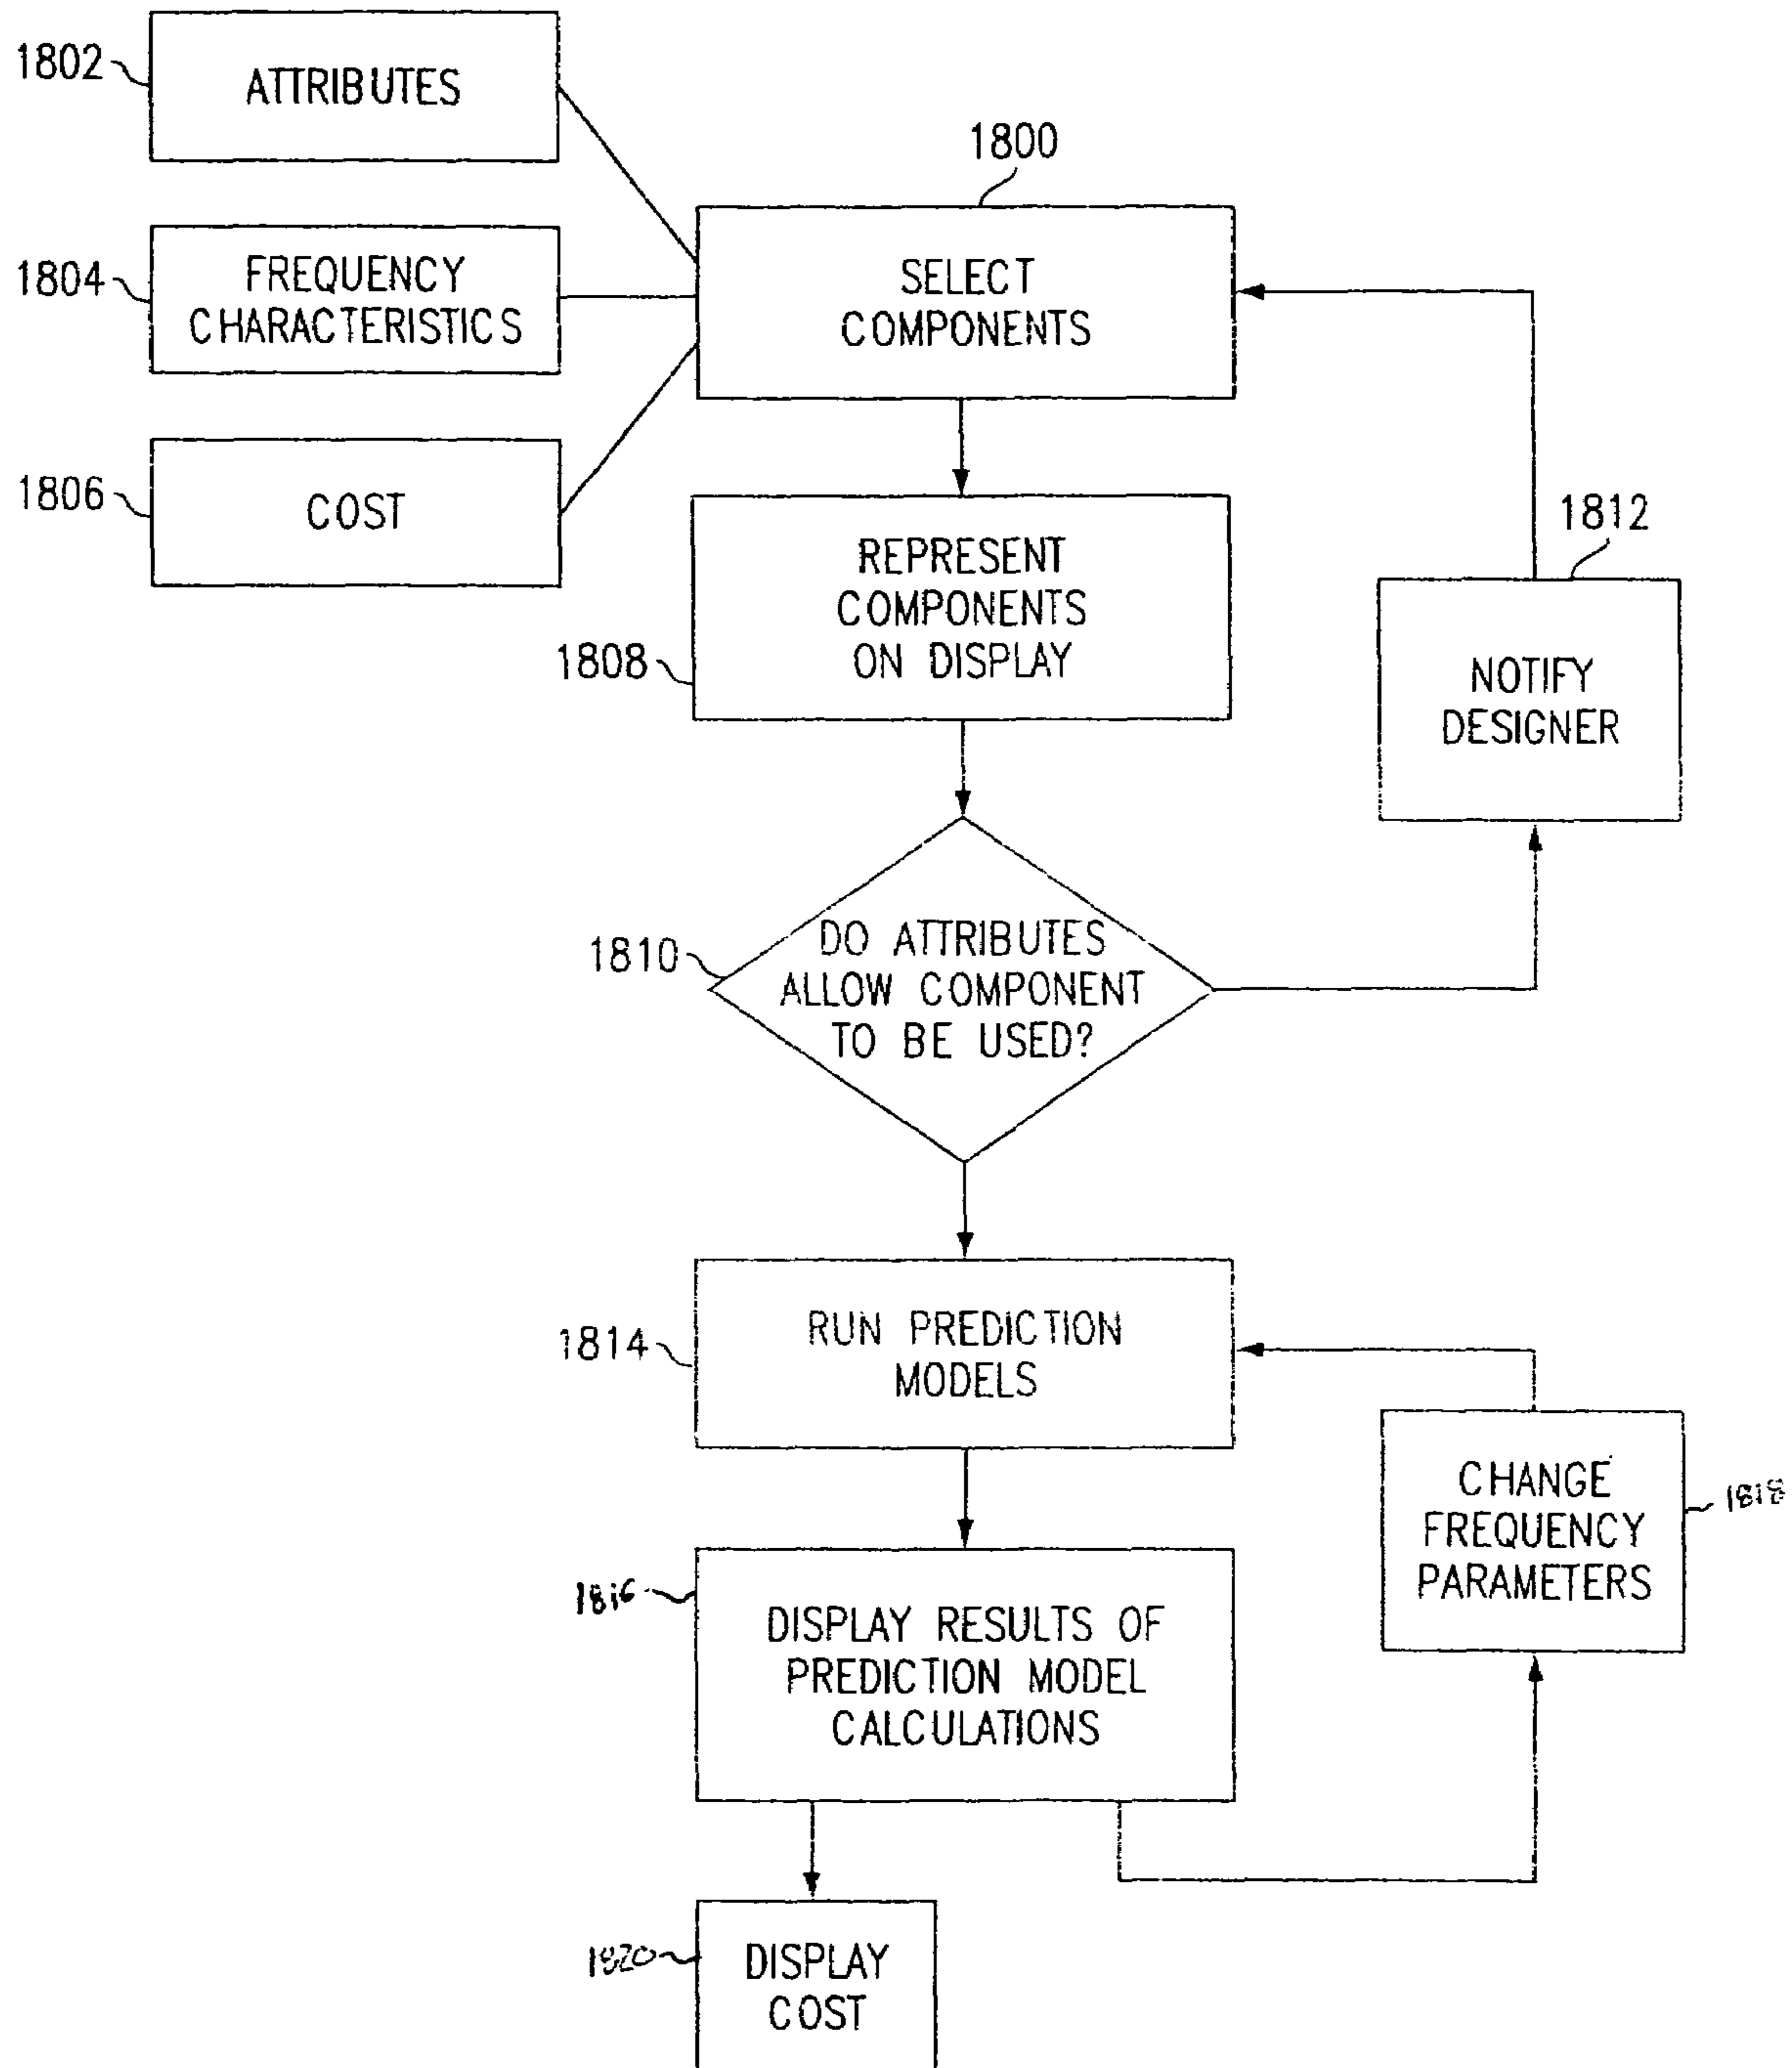 1802
ATTRIBUTES
1800
1804
FREQUENCY
CHARACTERISTICS
SELECT
COMPONENTS
1806
COST
1808
REPRESENT
COMPONENTS
ON DISPLAY
1812
NOTIFY
DESIGNER
1810
DO ATTRIBUTES
ALLOW COMPONENT
TO BE USED?
1814
RUN PREDICTION
MODELS
CHANGE
FREQUENCY
PARAMETERS
1818
1816
DISPLAY RESULTS OF
PREDICTION MODEL
CALCULATIONS
1820
DISPLAY
COST